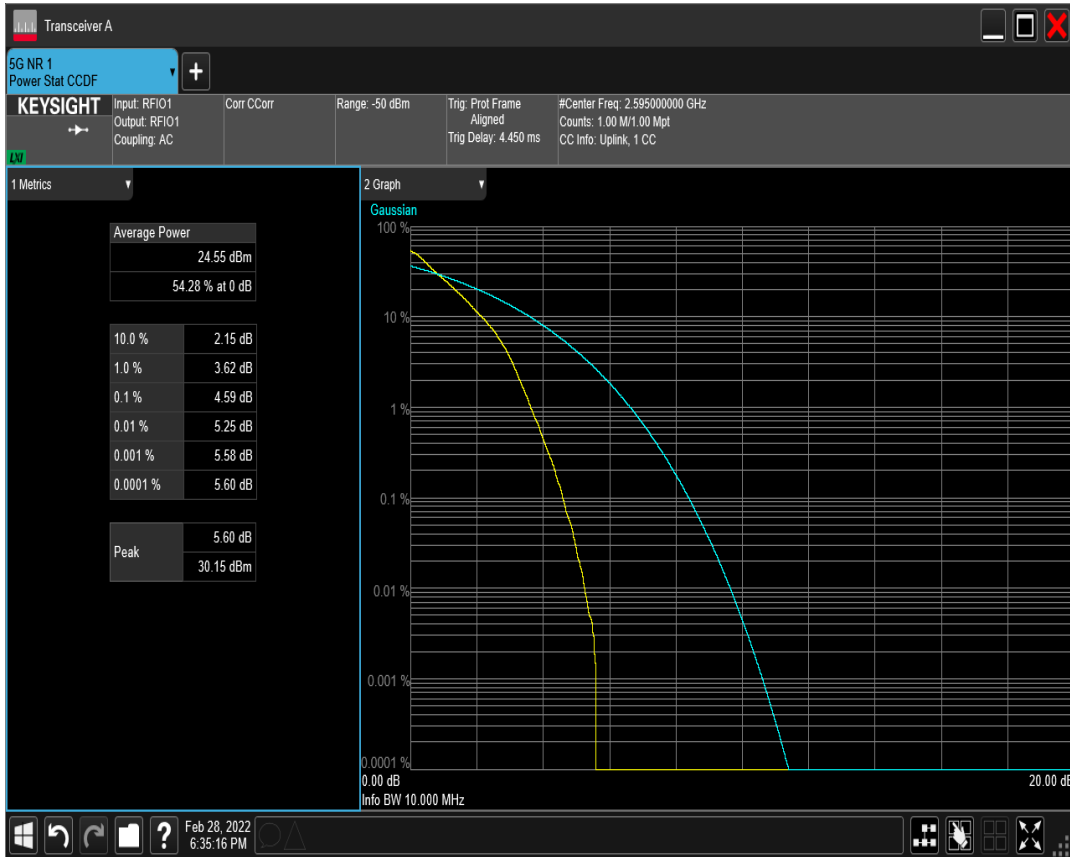 Transceiver A
5G NR 1
Power Stat CCDF
+
KEYSIGHT
LXI
Input: RFIO1
Output: RFIO1
Coupling: AC
Corr CCorr
Range: -50 dBm
Trig: Prot Frame
Aligned
Trig Delay: 4.450 ms
#Center Freq: 2.595000000 GHz
Counts: 1.00 M/1.00 Mpt
CC Info: Uplink, 1 CC
1 Metrics
Average Power
24.55 dBm
54.28 % at 0 dB
10.0 % 2.15 dB
1.0 % 3.62 dB
0.1 % 4.59 dB
0.01 % 5.25 dB
0.001 % 5.58 dB
0.0001 % 5.60 dB
Peak 5.60 dB
30.15 dBm
2 Graph
Gaussian
100 %
10 %
1 %
0.1 %
0.01 %
0.001 %
0.0001 %
0.00 dB 20.00 dB
Info BW 10.000 MHz
?
Feb 28, 2022
6:35:16 PM